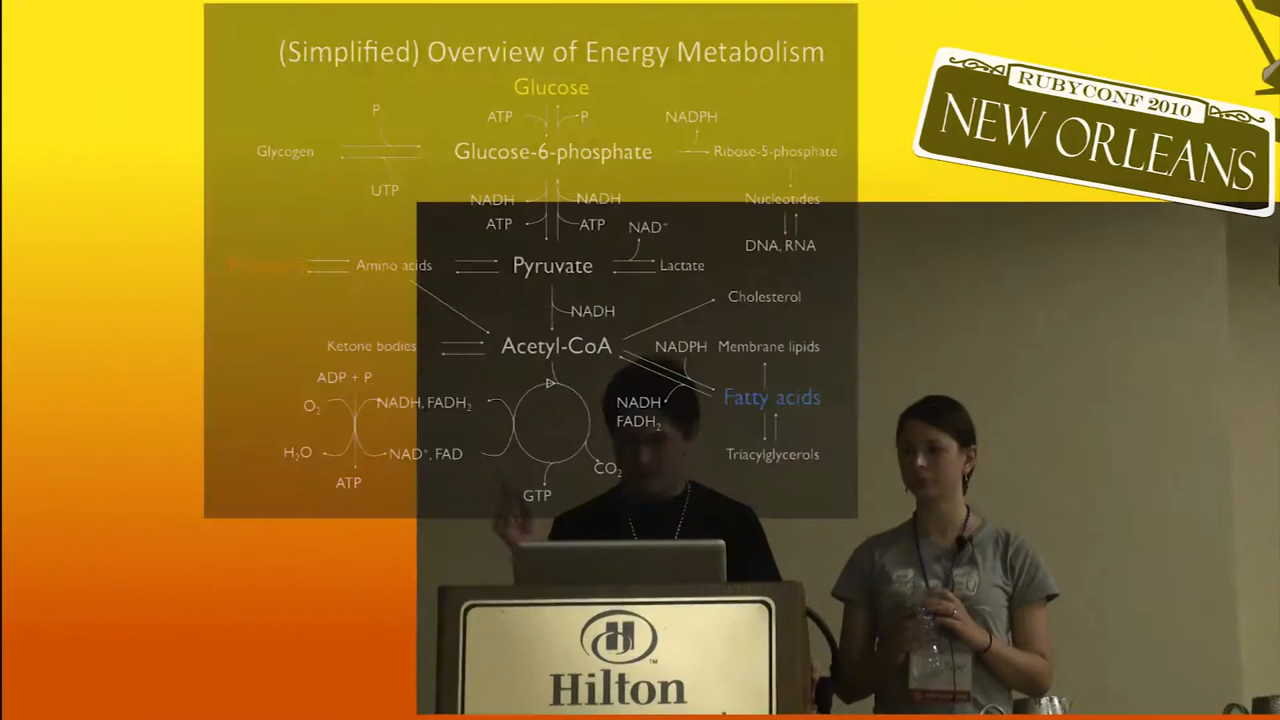 (Simplified) Overview of Energy Metabolism
Glucose
ATP
P
P
NADPH
Glycogen
Glucose-6-phosphate
Ribose-5-phosphate
UTP
NADH
NADH
Nucleotides
ATP
ATP
NAD⁺
DNA, RNA
Amino acids
Pyruvate
Lactate
Cholesterol
NADH
Ketone bodies
Acetyl-CoA
NADPH
Membrane lipids
ADP + P
O₂
NADH, FADH₂
NADH
FADH₂
Fatty acids
H₂O
NAD⁺, FAD
CO₂
Triacylglycerols
ATP
GTP
RUBYCONF 2010
NEW ORLEANS
H
™
Hilton